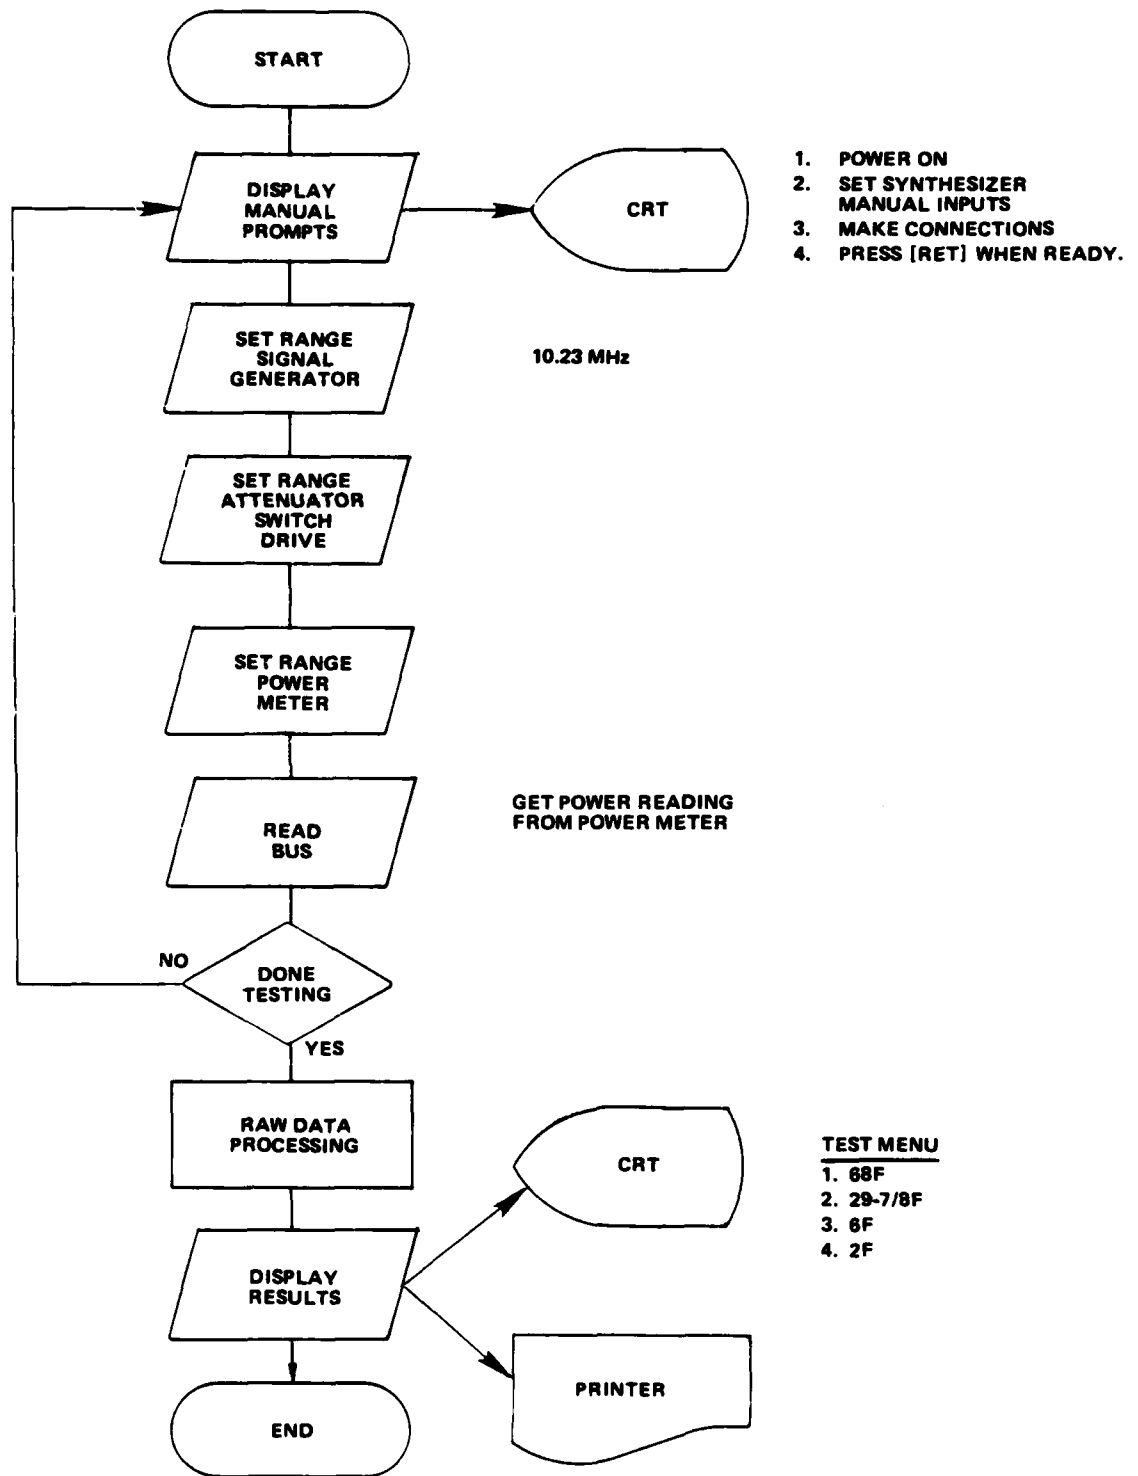 START
DISPLAY
MANUAL
PROMPTS
CRT
1. POWER ON
2. SET SYNTHESIZER
MANUAL INPUTS
3. MAKE CONNECTIONS
4. PRESS [RET] WHEN READY.
SET RANGE
SIGNAL
GENERATOR
10.23 MHz
SET RANGE
ATTENUATOR
SWITCH
DRIVE
SET RANGE
POWER
METER
READ
BUS
GET POWER READING
FROM POWER METER
NO
DONE
TESTING
YES
RAW DATA
PROCESSING
CRT
TEST MENU
1. 68F
2. 29-7/8F
3. 6F
4. 2F
DISPLAY
RESULTS
PRINTER
END